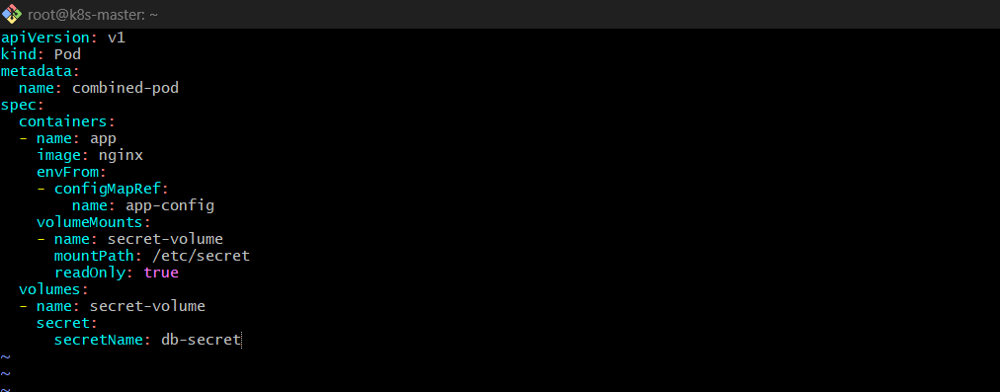 root@k8s-master: ~
apiVersion: v1
kind: Pod
metadata:
  name: combined-pod
spec:
  containers:
  - name: app
    image: nginx
    envFrom:
    - configMapRef:
        name: app-config
    volumeMounts:
    - name: secret-volume
      mountPath: /etc/secret
      readOnly: true
  volumes:
  - name: secret-volume
    secret:
      secretName: db-secret
~
~
~